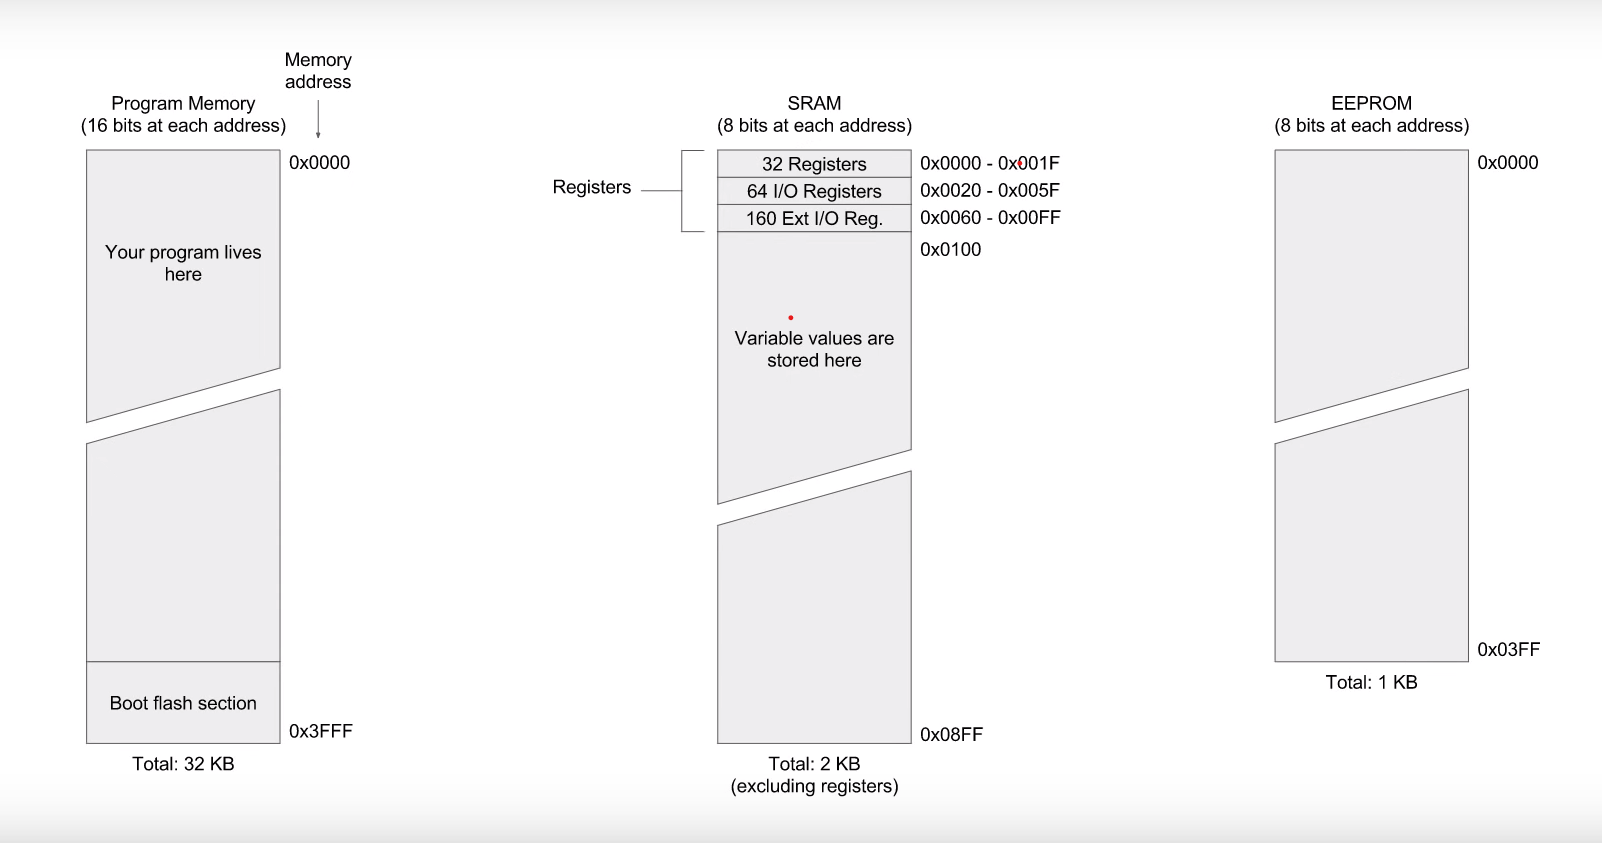 Memory
address
Program Memory
(16 bits at each address)
0x0000
Your program lives
here
Boot flash section
0x3FFF
Total: 32 KB
SRAM
(8 bits at each address)
Registers
32 Registers
0x0000 - 0x001F
64 I/O Registers
0x0020 - 0x005F
160 Ext I/O Reg.
0x0060 - 0x00FF
0x0100
Variable values are
stored here
0x08FF
Total: 2 KB
(excluding registers)
EEPROM
(8 bits at each address)
0x0000
0x03FF
Total: 1 KB